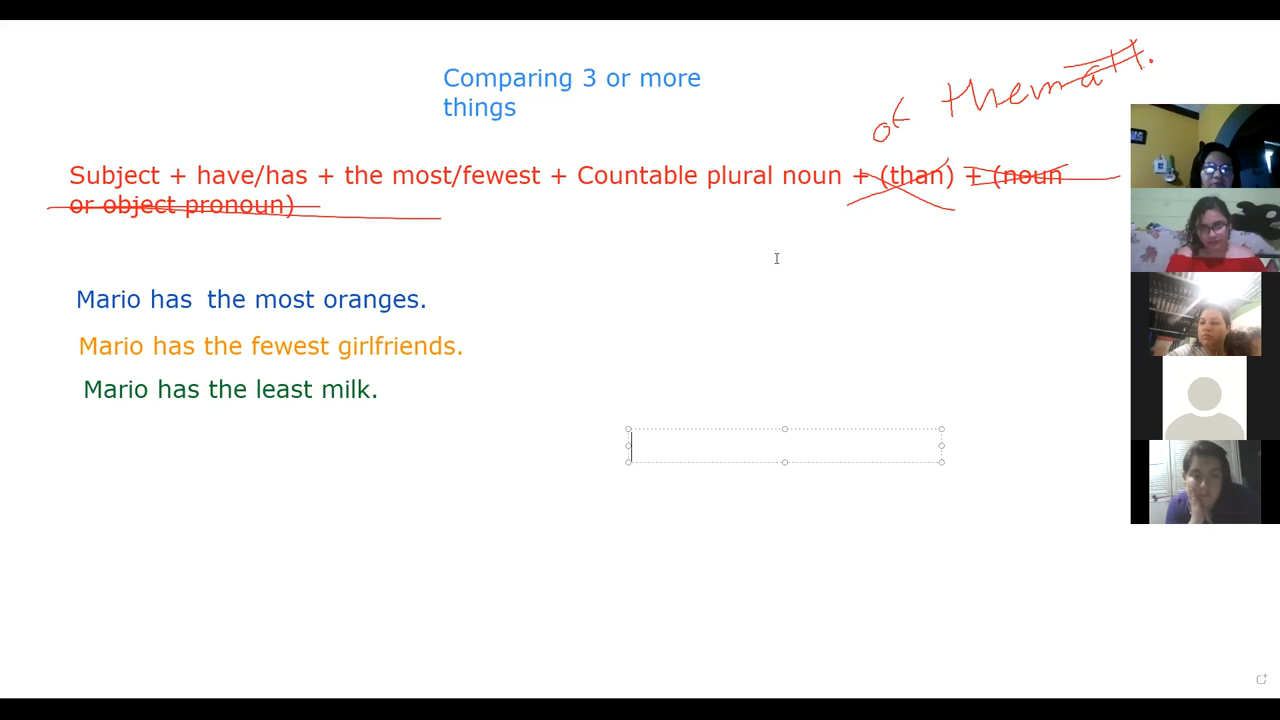 Comparing 3 or more
things
of them all.
Subject + have/has + the most/fewest + Countable plural noun + (than) + (noun
or object pronoun)
Mario has the most oranges.
Mario has the fewest girlfriends.
Mario has the least milk.